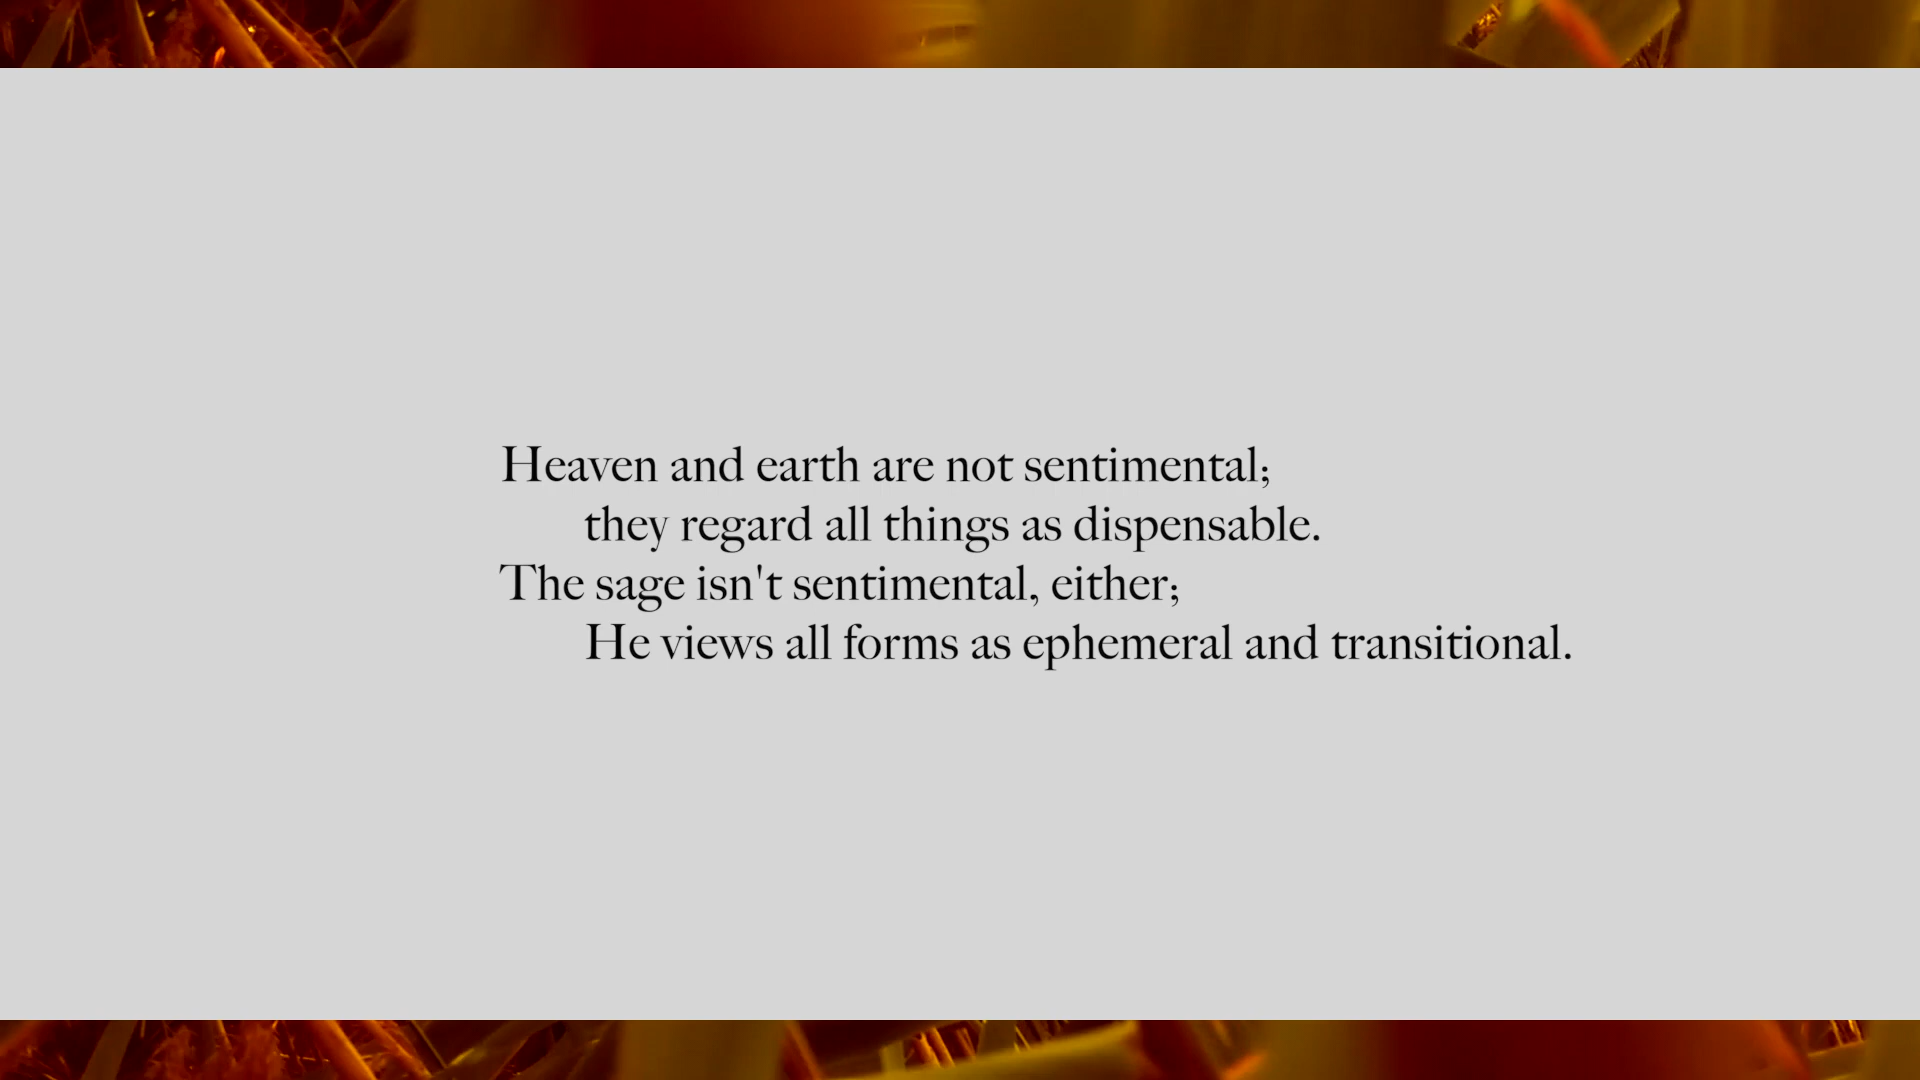 Heaven and earth are not sentimental;
they regard all things as dispensable.
The sage isn't sentimental, either;
He views all forms as ephemeral and transitional.